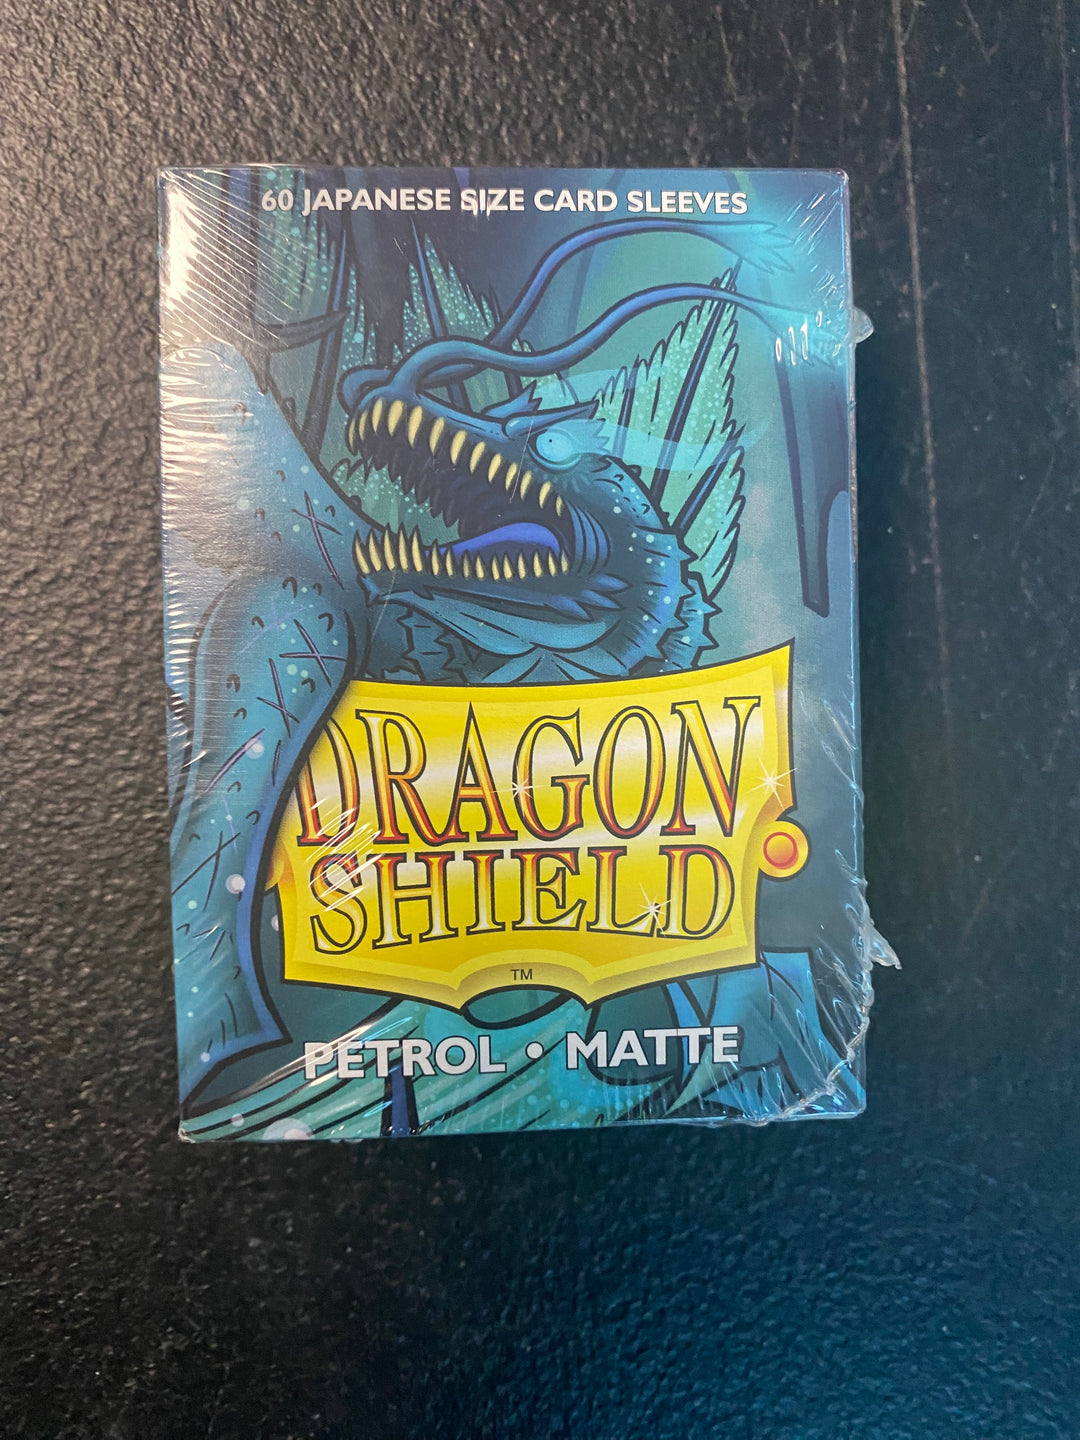 60 JAPANESE SIZE CARD SLEEVES
DRAGON
SHIELD
TM
PETROL • MATTE